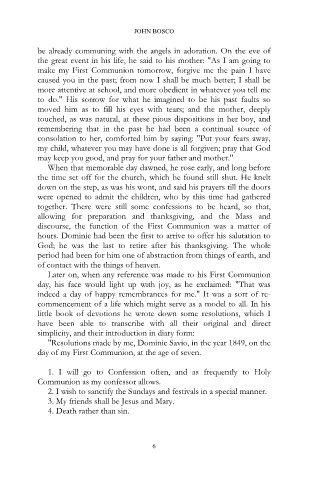 JOHN BOSCO
be already communing with the angels in adoration. On the eve of
the great event in his life, he said to his mother: "As I am going to
make my First Communion tomorrow, forgive me the pain I have
caused you in the past; from now I shall be much better; I shall be
more attentive at school, and more obedient in whatever you tell me
to do." His sorrow for what he imagined to be his past faults so
moved him as to fill his eyes with tears; and the mother, deeply
touched, as was natural, at these pious dispositions in her boy, and
remembering that in the past he had been a continual source of
consolation to her, comforted him by saying: "Put your fears away,
my child, whatever you may have done is all forgiven; pray that God
may keep you good, and pray for your father and mother."
When that memorable day dawned, he rose early, and long before
the time set off for the church, which he found still shut. He knelt
down on the step, as was his wont, and said his prayers till the doors
were opened to admit the children, who by this time had gathered
together. There were still some confessions to be heard, so that,
allowing for preparation and thanksgiving, and the Mass and
discourse, the function of the First Communion was a matter of
hours. Dominic had been the first to arrive to offer his salutation to
God; he was the last to retire after his thanksgiving. The whole
period had been for him one of abstraction from things of earth, and
of contact with the things of heaven.
Later on, when any reference was made to his First Communion
day, his face would light up with joy, as he exclaimed: "That was
indeed a day of happy remembrances for me." It was a sort of re-
commencement of a life which might serve as a model to all. In his
little book of devotions he wrote down some resolutions, which I
have been able to transcribe with all their original and direct
simplicity, and their introduction in diary form:
"Resolutions made by me, Dominic Savio, in the year 1849, on the
day of my First Communion, at the age of seven.
1. I will go to Confession often, and as frequently to Holy
Communion as my confessor allows.
2. I wish to sanctify the Sundays and festivals in a special manner.
3. My friends shall be Jesus and Mary.
4. Death rather than sin.
6